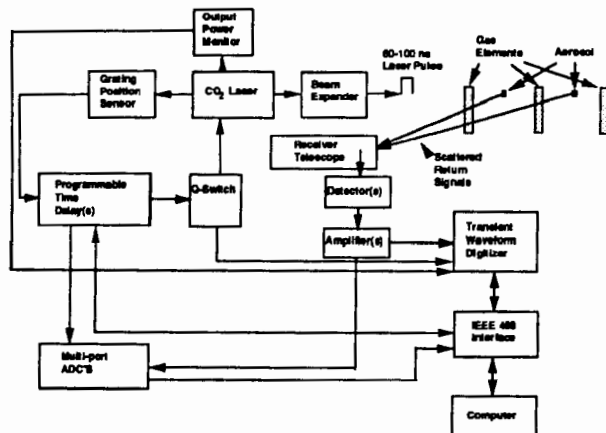 Output
Power
Monitor
60-100 ns
Laser Pulse
Gas
Elements
Aerosol
Grating
Position
Sensor
CO2 Laser
Beam
Expander
Receiver
Telescope
Scattered
Return
Signals
Programmable
Time
Delay(s)
Q-Switch
Detector(s)
Amplifier(s)
Transient
Waveform
Digitizer
Multi-port
ADC'S
IEEE 488
Interface
Computer